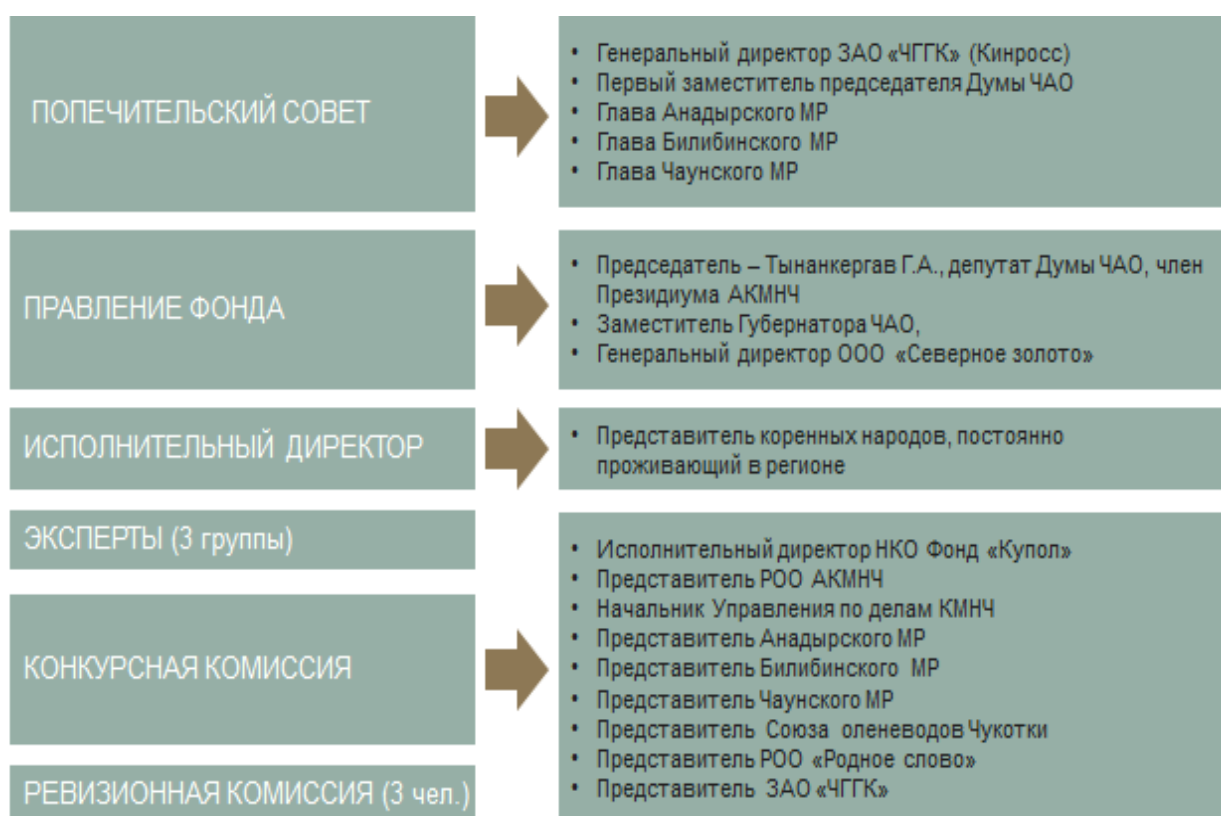 ПОПЕЧИТЕЛЬСКИЙ СОВЕТ
• Генеральный директор ЗАО «ЧГГК» (Кинросс)
• Первый заместитель председателя Думы ЧАО
• Глава Анадырского МР
• Глава Билибинского МР
• Глава Чаунского МР
ПРАВЛЕНИЕ ФОНДА
• Председатель – Тынанкергав Г.А., депутат Думы ЧАО, член
Президиума АКМНЧ
• Заместитель Губернатора ЧАО,
• Генеральный директор ООО «Северное золото»
ИСПОЛНИТЕЛЬНЫЙ ДИРЕКТОР
• Представитель коренных народов, постоянно
проживающий в регионе
ЭКСПЕРТЫ (3 группы)
КОНКУРСНАЯ КОМИССИЯ
РЕВИЗИОННАЯ КОМИССИЯ (3 чел.)
• Исполнительный директор НКО Фонд «Купол»
• Представитель РОО АКМНЧ
• Начальник Управления по делам КМНЧ
• Представитель Анадырского МР
• Представитель Билибинского МР
• Представитель Чаунского МР
• Представитель Союза оленеводов Чукотки
• Представитель РОО «Родное слово»
• Представитель ЗАО «ЧГГК»